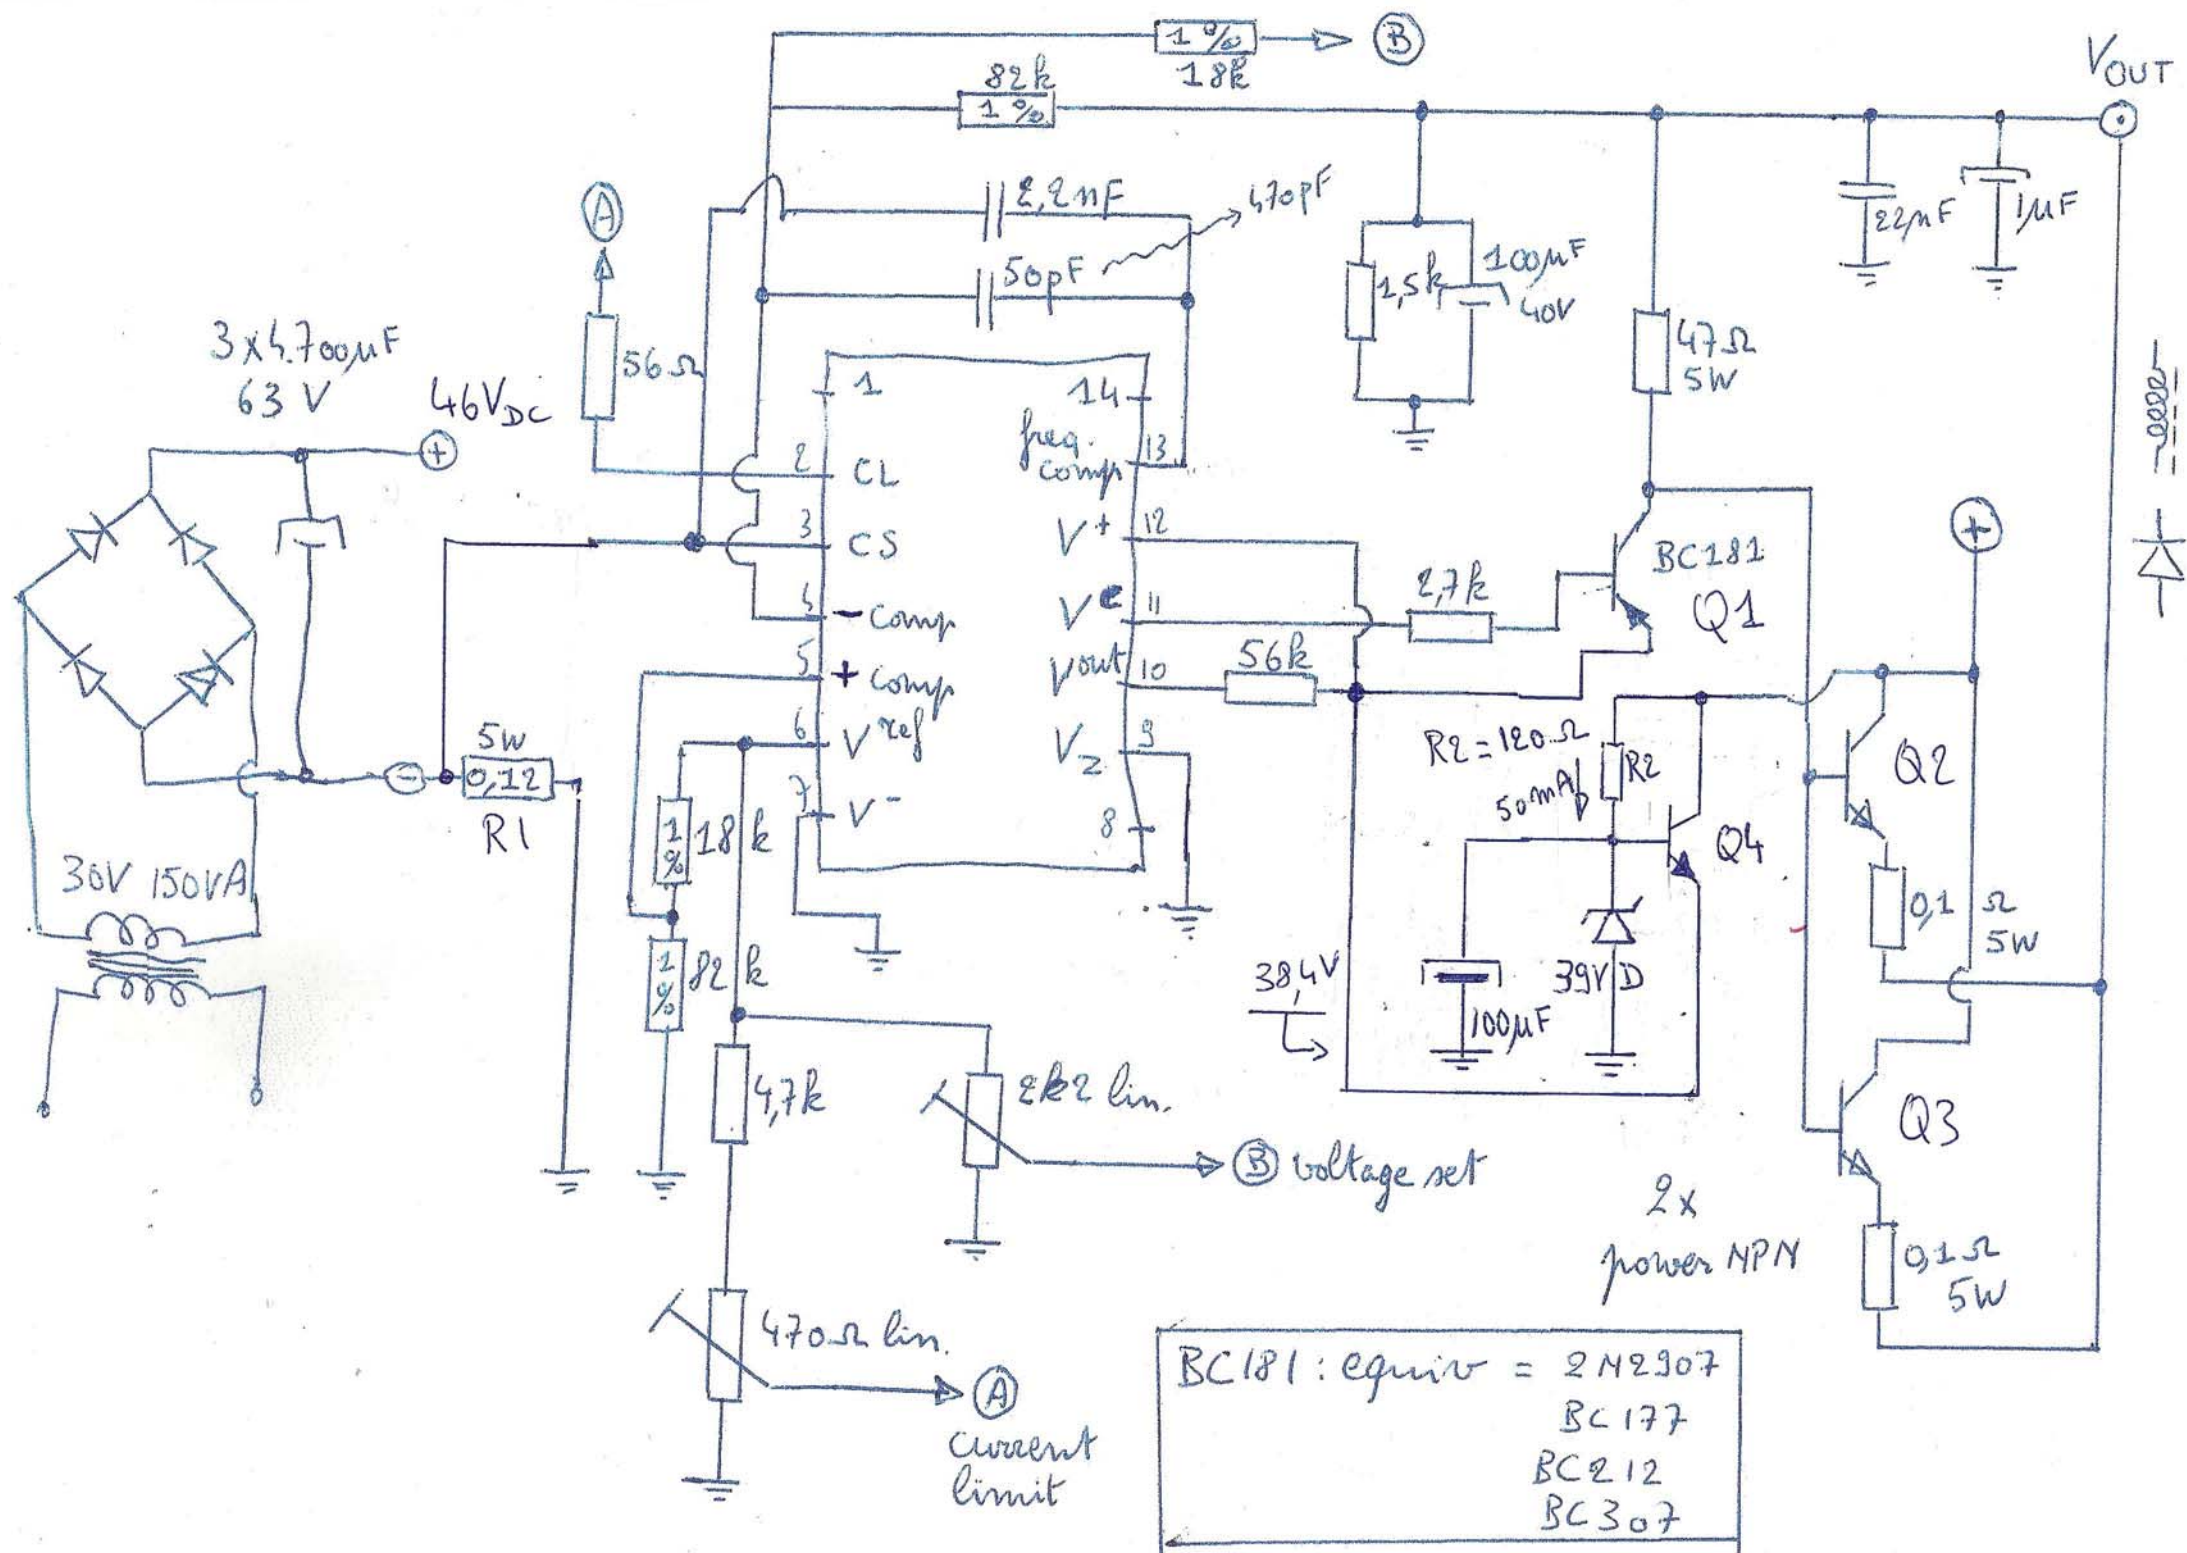 1%
18k
B
82k
1%
VOUT
2,2nF
470pF
50pF
A
56Ω
3x4.700µF
63V
46VDC
+
1,5k
100µF
40V
47Ω
5W
22µF
1µF
1
14
freq.
comp
13
2
CL
3
CS
V+
12
4
- Comp
Vc
11
2,7k
BC181
Q1
5
+ Comp
Vout
10
56k
6
Vref
Vz
9
7
V-
8
5W
0,12
R1
-
1%
18k
1%
82k
30V 150VA
R2=120Ω
R2
50mA
Q4
39V D
100µF
38,4V
+
Q2
0,1 Ω
5W
Q3
0,1Ω
5W
2x
power NPN
4,7k
2k2 lin.
B voltage set
470Ω lin.
A
current
limit
BC181: equiv = 2N2907
BC177
BC212
BC307